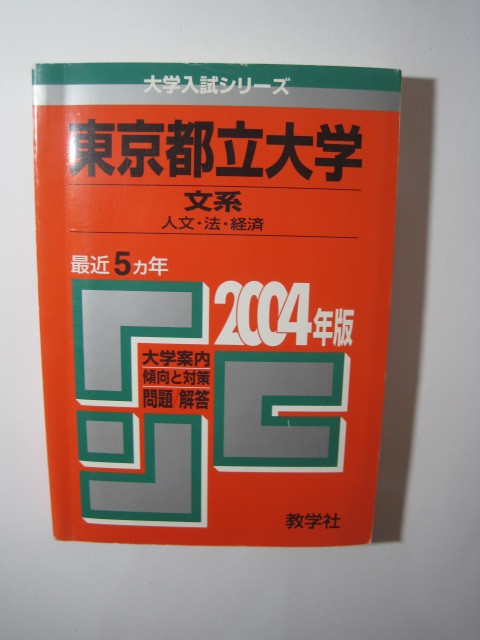 大学入試シリーズ
東京都立大学
文系
人文・法・経済
最近5ヵ年
2004年版
大学案内
傾向と対策
問題 解答
教学社